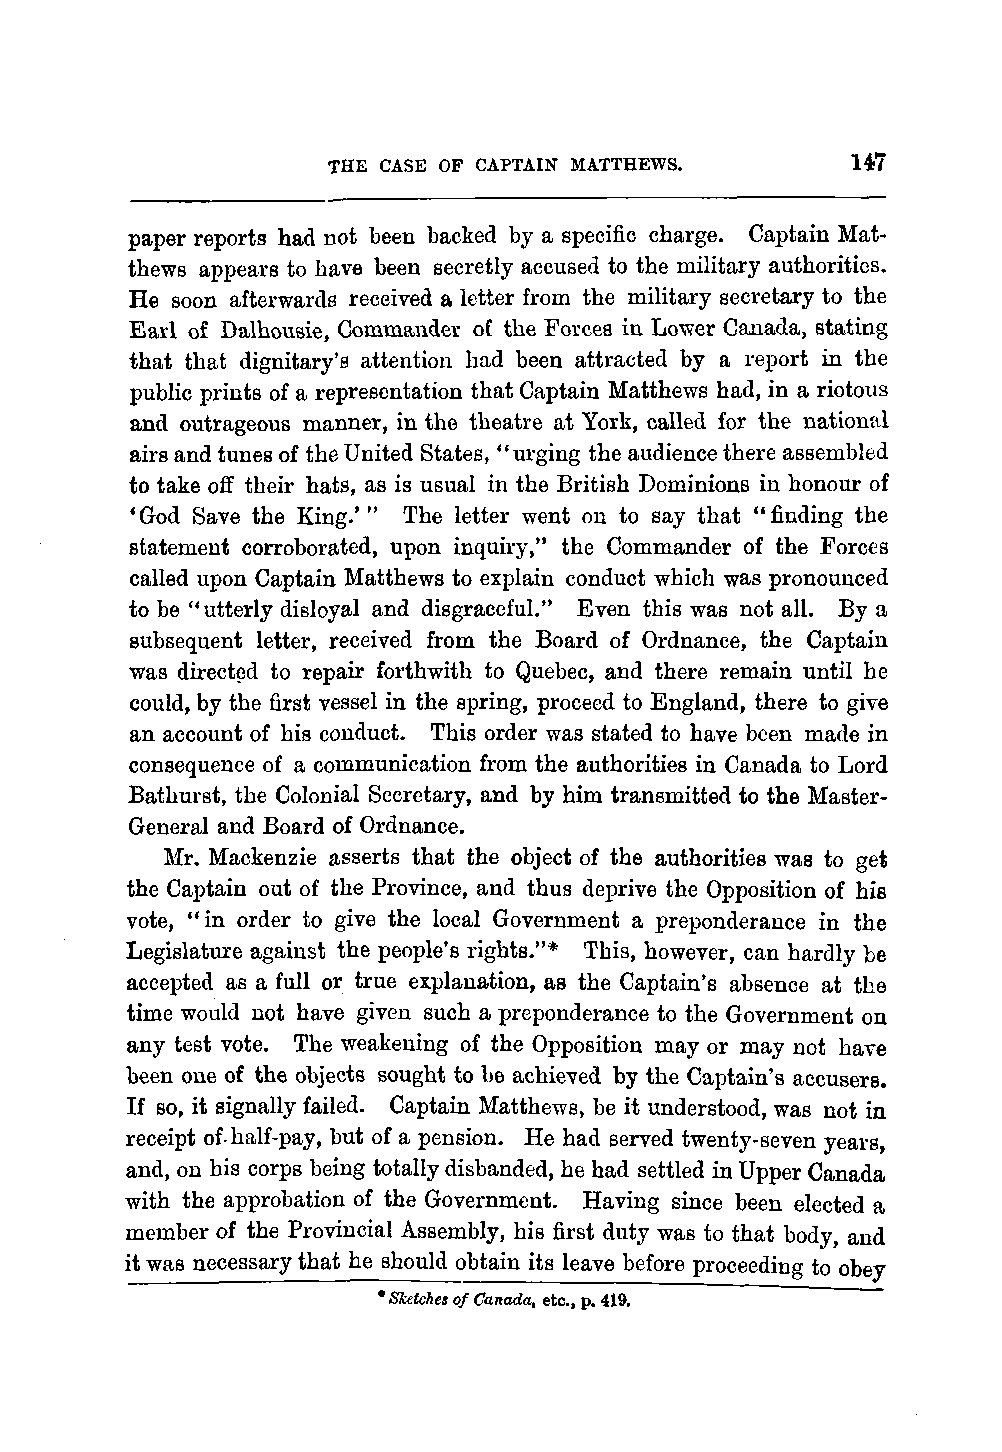 THE CASE OF CAPTAIN MATTHEWS. 147
paper reports had not been backed by a specific charge. Captain Mat-
thews appears to have been secretly accused to the military authorities.
He soon afterwards received a letter from the military secretary to the
Earl of Dalhousie, Commander of the Forces in Lower Canada, stating
that that dignitary's attention had been attracted by a report in the
public prints of a representation that Captain Matthews had, in a riotous
and outrageous manner, in the theatre at York, called for the national
airs and tunes of the United States, "urging the audience there assembled
to take off their hats, as is usual in the British Dominions in honour of
'God Save the King.'" The letter went on to say that "finding the
statement corroborated, upon inquiry," the Commander of the Forces
called upon Captain Matthews to explain conduct which was pronounced
to be "utterly disloyal and disgraceful." Even this was not all. By a
subsequent letter, received from the Board of Ordnance, the Captain
was directed to repair forthwith to Quebec, and there remain until he
could, by the first vessel in the spring, proceed to England, there to give
an account of his conduct. This order was stated to have been made in
consequence of a communication from the authorities in Canada to Lord
Bathurst, the Colonial Secretary, and by him transmitted to the Master-
General and Board of Ordnance.
Mr. Mackenzie asserts that the object of the authorities was to get
the Captain out of the Province, and thus deprive the Opposition of his
vote, "in order to give the local Government a preponderance in the
Legislature against the people's rights."* This, however, can hardly be
accepted as a full or true explanation, as the Captain's absence at the
time would not have given such a preponderance to the Government on
any test vote. The weakening of the Opposition may or may not have
been one of the objects sought to be achieved by the Captain's accusers.
If so, it signally failed. Captain Matthews, be it understood, was not in
receipt of half-pay, but of a pension. He had served twenty-seven years,
and, on his corps being totally disbanded, he had settled in Upper Canada
with the approbation of the Government. Having since been elected a
member of the Provincial Assembly, his first duty was to that body, and
it was necessary that he should obtain its leave before proceeding to obey
* Sketches of Canada, etc., p. 419.